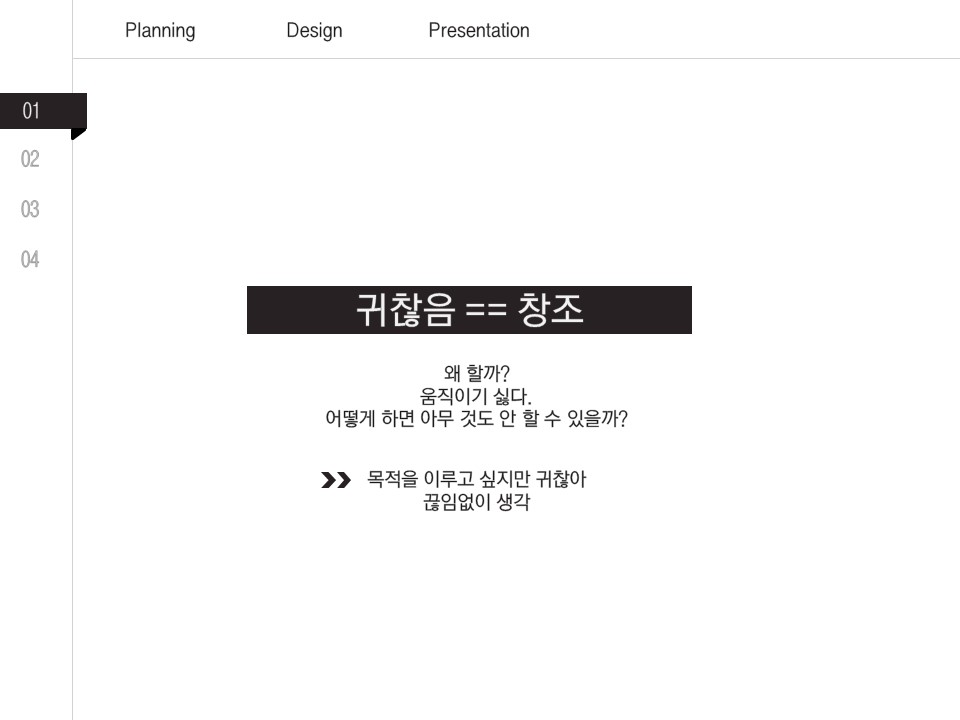 Planning Design Presentation
01
02
03
04
귀찮음 == 창조
왜 할까?
움직이기 싫다.
어떻게 하면 아무 것도 안 할 수 있을까?
목적을 이루고 싶지만 귀찮아
끊임없이 생각